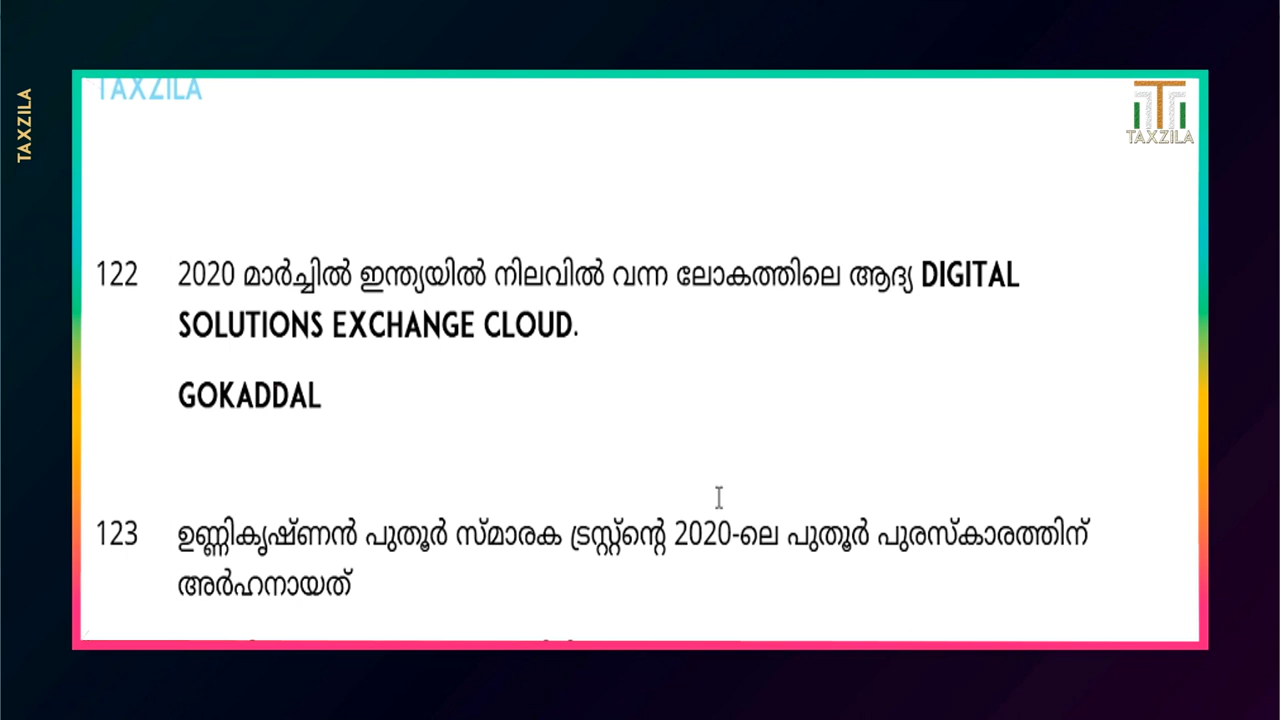 TAXZILA
TAXZILA
TAXZILA
122 2020 മാർച്ചിൽ ഇന്ത്യയിൽ നിലവിൽ വന്ന ലോകത്തിലെ ആദ്യ DIGITAL
SOLUTIONS EXCHANGE CLOUD.
GOKADDAL
123 ഉണ്ണികൃഷ്ണൻ പുതൂർ സ്മാരക ട്രസ്റ്റ്ന്റെ 2020-ലെ പുതൂർ പുരസ്കാരത്തിന്
അർഹനായത്